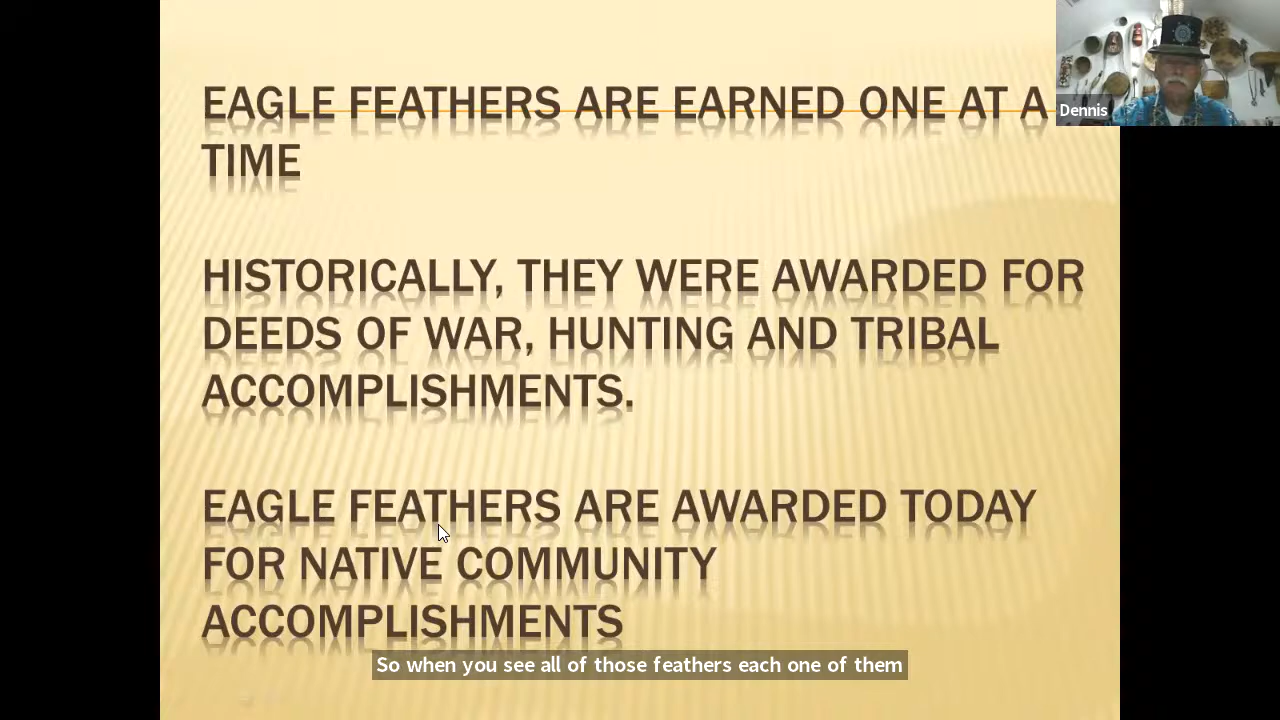 EAGLE FEATHERS ARE EARNED ONE AT A
TIME
HISTORICALLY, THEY WERE AWARDED FOR
DEEDS OF WAR, HUNTING AND TRIBAL
ACCOMPLISHMENTS.
EAGLE FEATHERS ARE AWARDED TODAY
FOR NATIVE COMMUNITY
ACCOMPLISHMENTS
Dennis
So when you see all of those feathers each one of them